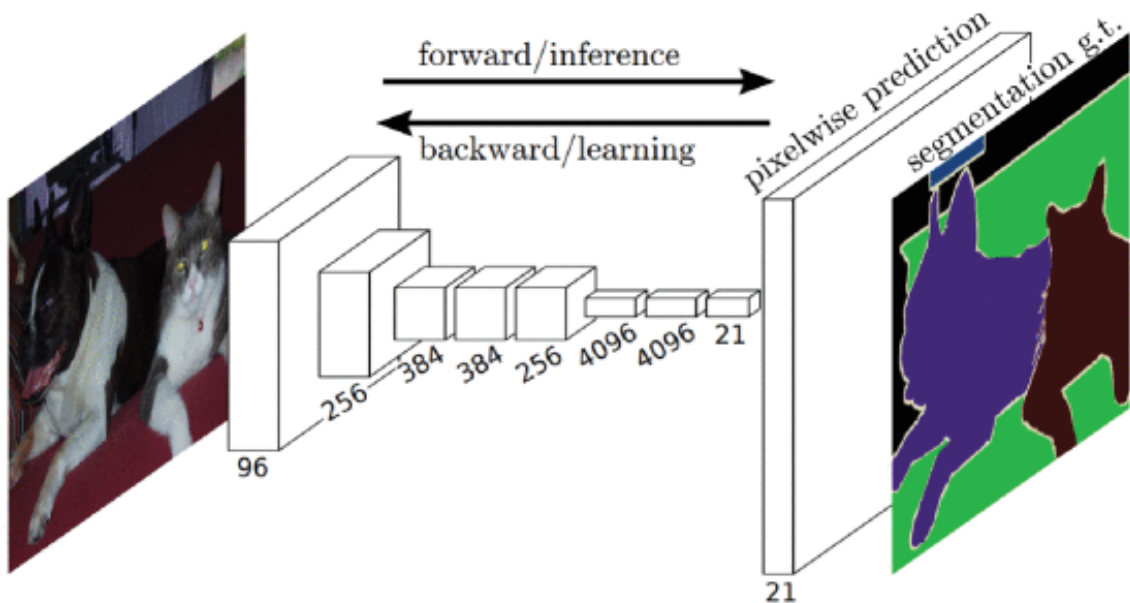 forward/inference
backward/learning
pixelwise prediction
segmentation g.t.
96
256
384
384
256
4096
4096
21
21